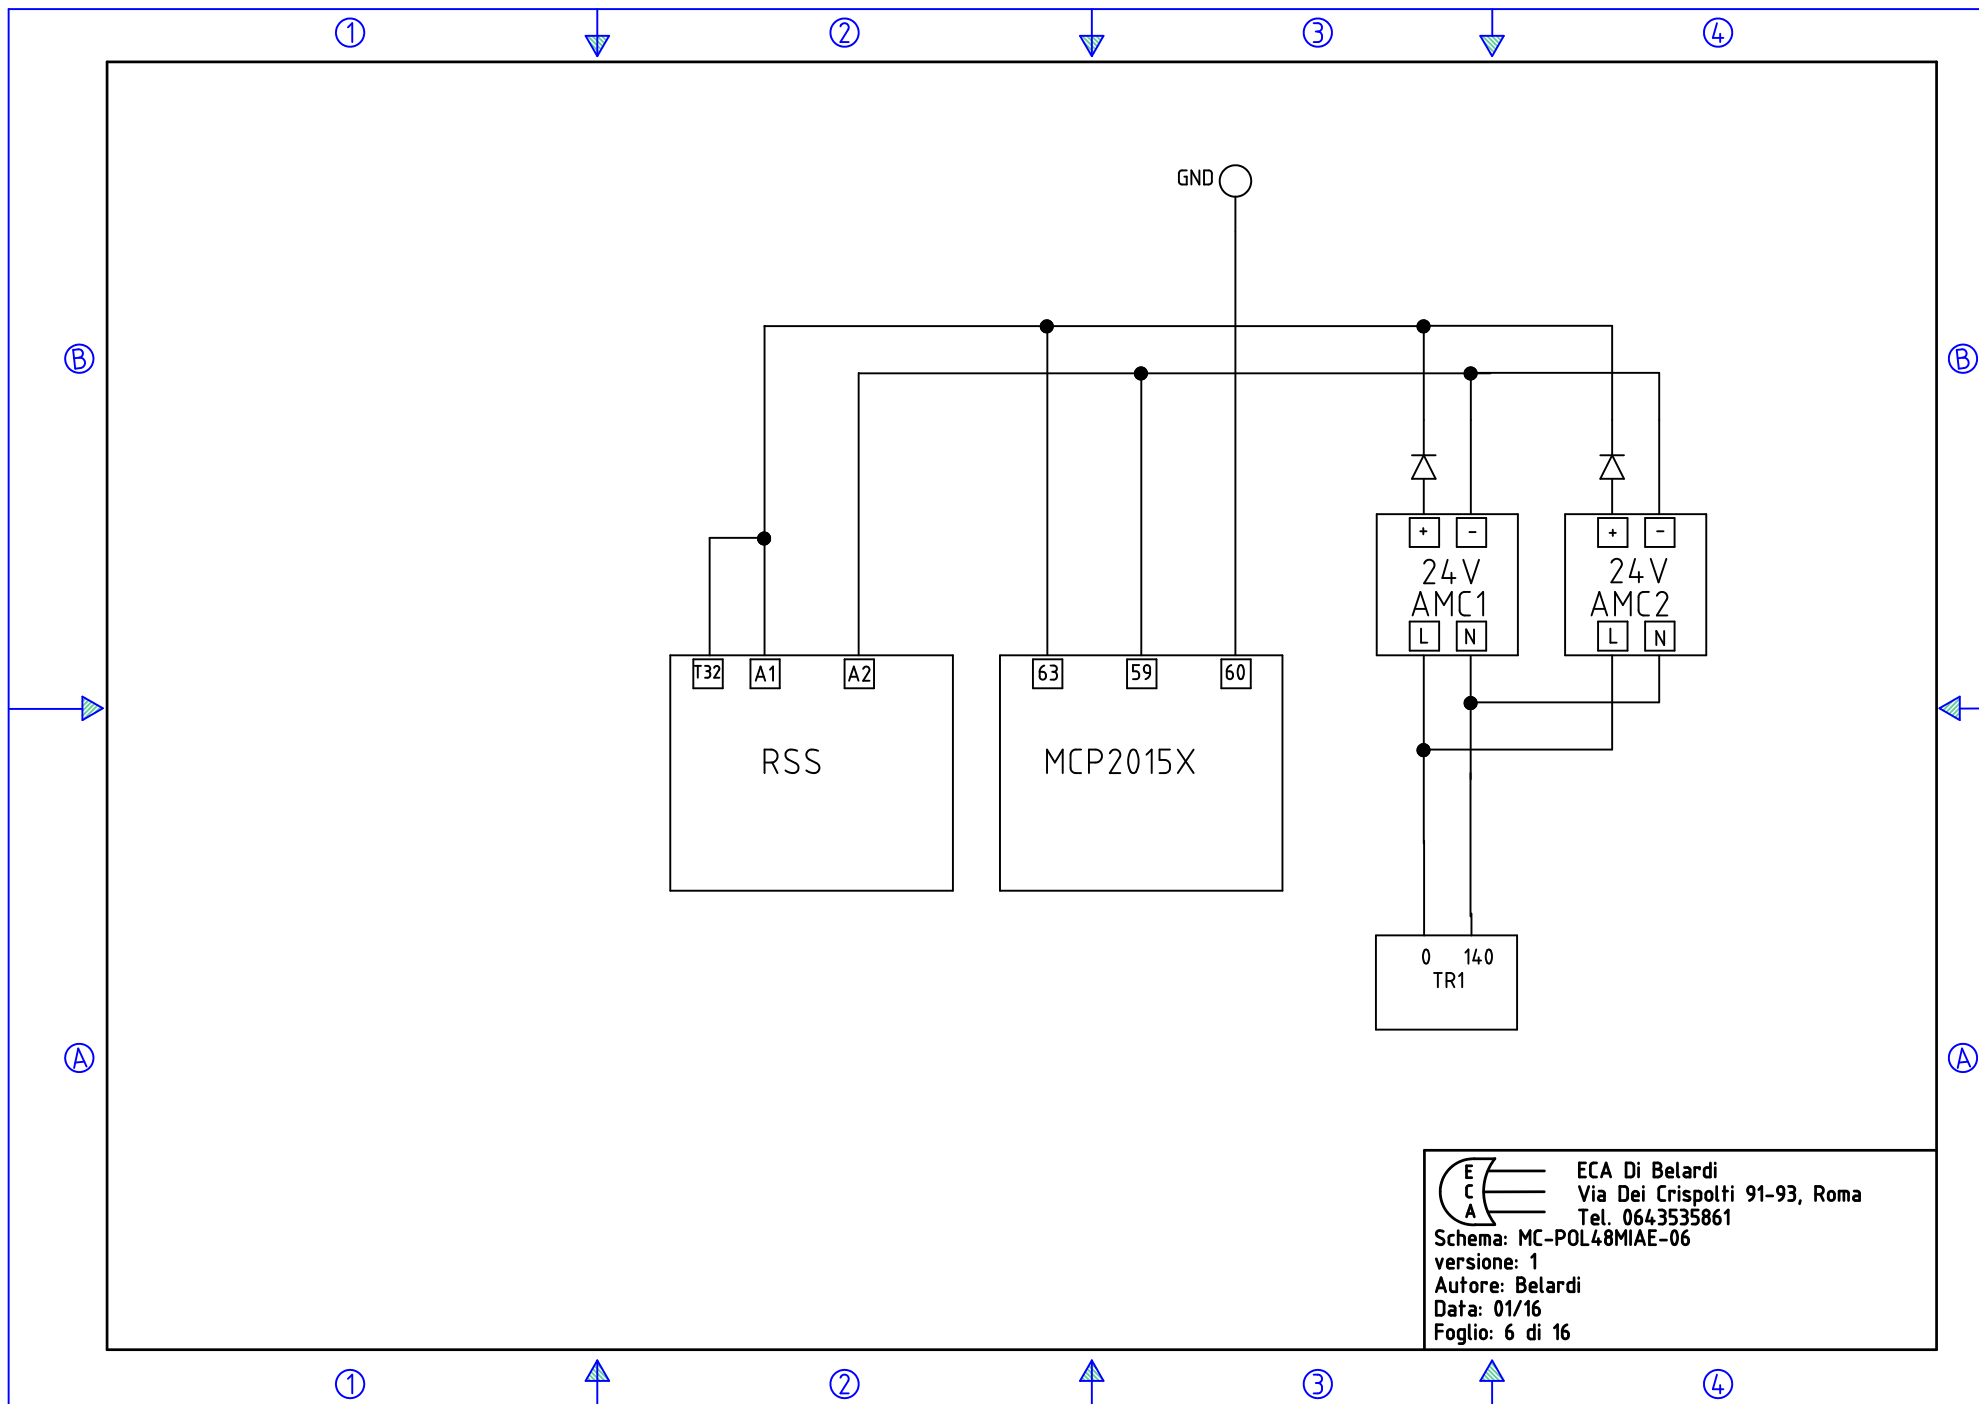 1 2 3 4
GND
B B
+ - + -
24V 24V
AMC1 AMC2
L N L N
T32 A1 A2 63 59 60
RSS MCP2015X
0 140
TR1
A A
E
C
A
ECA Di Belardi
Via Dei Crispolti 91-93, Roma
Tel. 0643535861
Schema: MC-POL48MIAE-06
versione: 1
Autore: Belardi
Data: 01/16
Foglio: 6 di 16
1 2 3 4